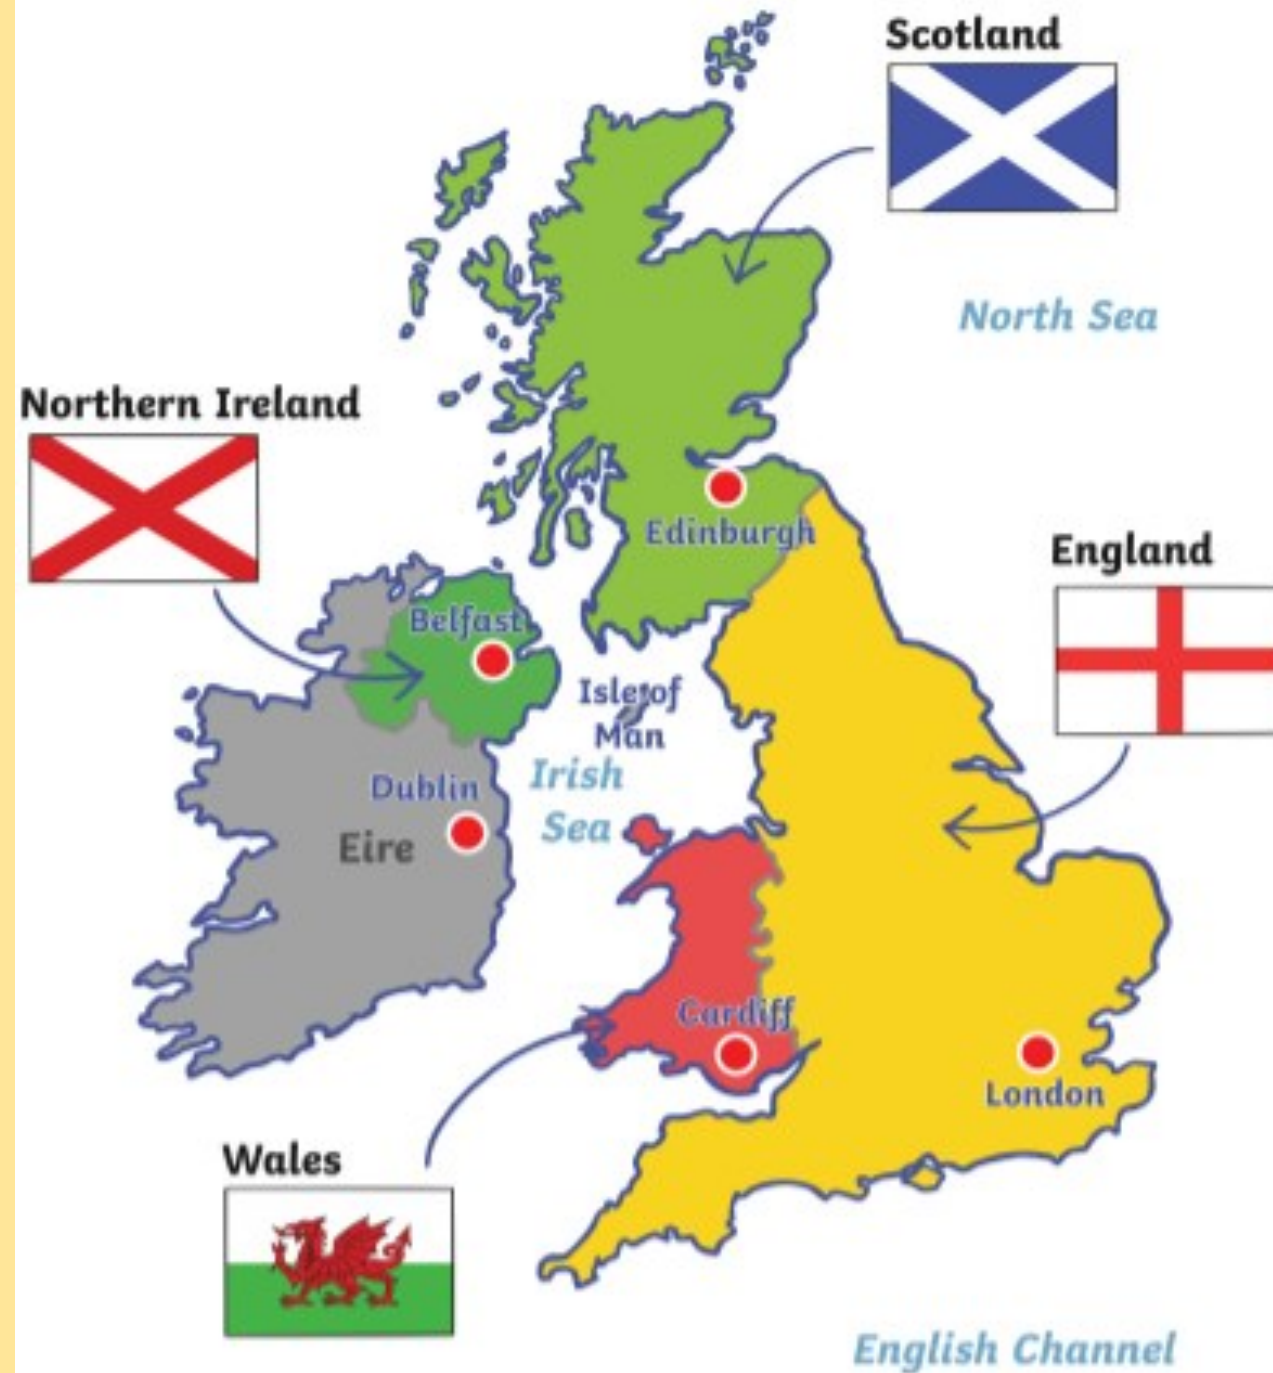 Scotland
North Sea
Northern Ireland
Edinburgh
England
Belfast
Isle of
Man
Irish
Sea
Dublin
Eire
Cardiff
London
Wales
English Channel